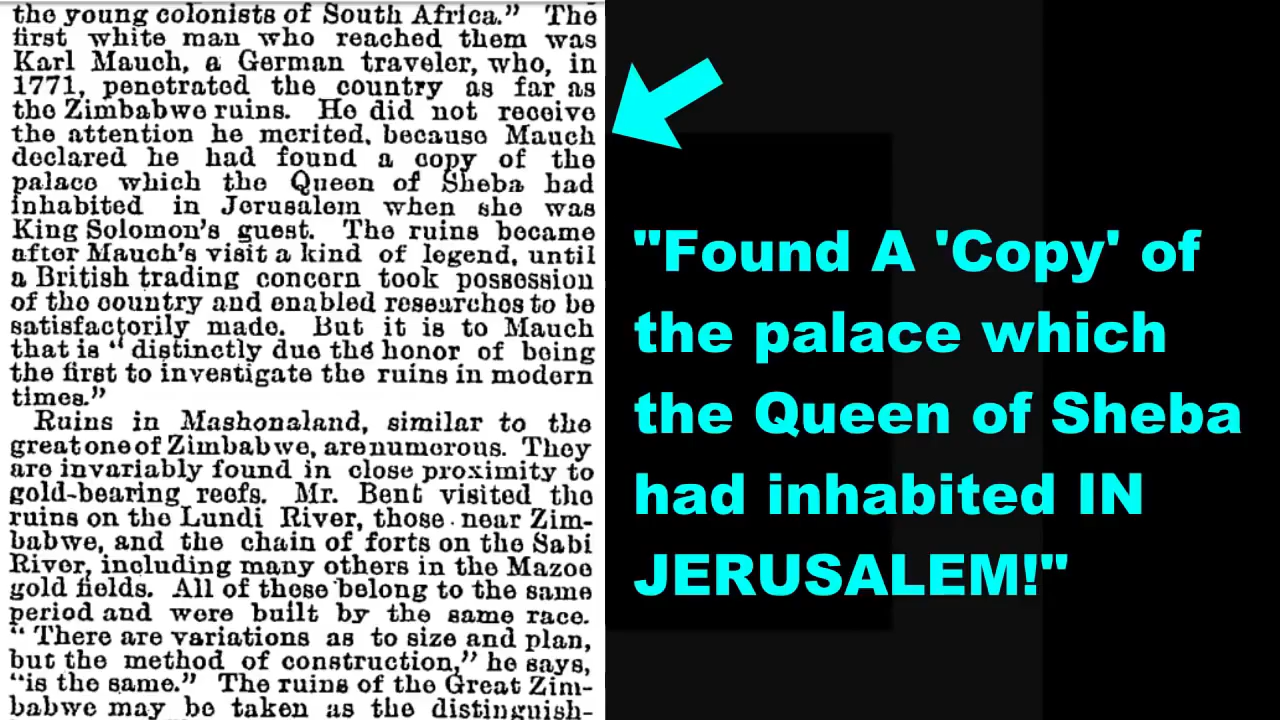 the young colonists of South Africa." The
first white man who reached them was
Karl Mauch, a German traveler, who, in
1771, penetrated the country as far as
the Zimbabwe ruins. He did not receive
the attention he merited, because Mauch
declared he had found a copy of the
palace which the Queen of Sheba had
inhabited in Jerusalem when she was
King Solomon's guest. The ruins became
after Mauch's visit a kind of legend, until
a British trading concern took possession
of the country and enabled researches to be
satisfactorily made. But it is to Mauch
that is "distinctly due the honor of being
the first to investigate the ruins in modern
times."
Ruins in Mashonaland, similar to the
great one of Zimbabwe, are numerous. They
are invariably found in close proximity to
gold-bearing reefs. Mr. Bent visited the
ruins on the Lundi River, those near Zim-
babwe, and the chain of forts on the Sabi
River, including many others in the Mazoe
gold fields. All of these belong to the same
period and were built by the same race.
"There are variations as to size and plan,
but the method of construction," he says,
"is the same." The ruins of the Great Zim-
babwe may be taken as the distinguish-
"Found A 'Copy' of
the palace which
the Queen of Sheba
had inhabited IN
JERUSALEM!"